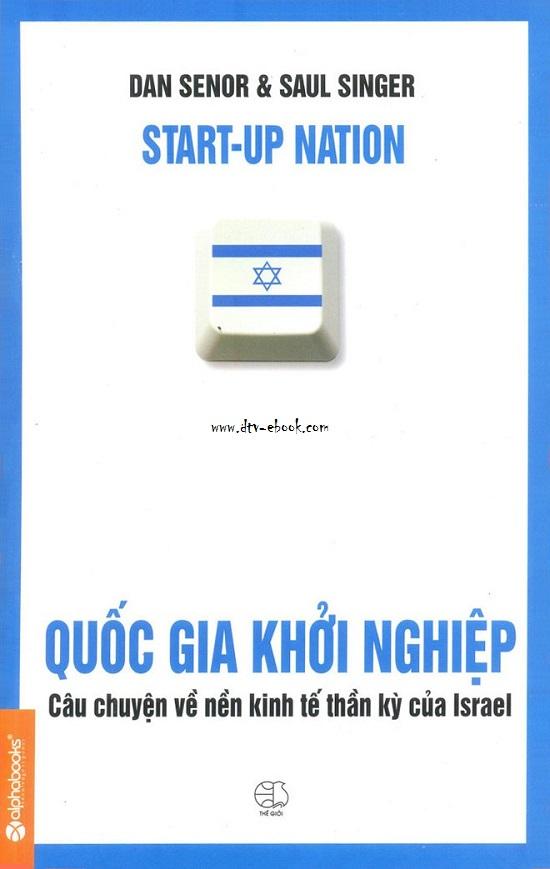 DAN SENOR & SAUL SINGER
START-UP NATION
www.dtv-ebook.com
QUỐC GIA KHỞI NGHIỆP
Câu chuyện về nền kinh tế thần kỳ của Israel
alphabooks®
THẾ GIỚI